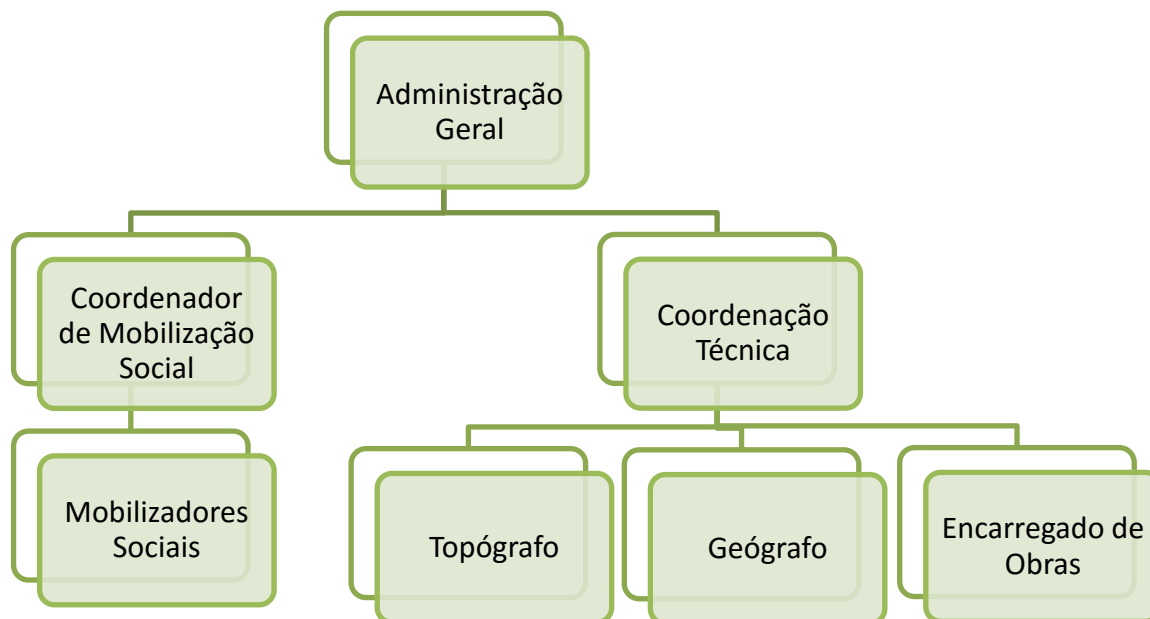 Administração
Geral
Coordenador
de Mobilização
Social
Coordenação
Técnica
Mobilizadores
Sociais
Topógrafo
Geógrafo
Encarregado de
Obras